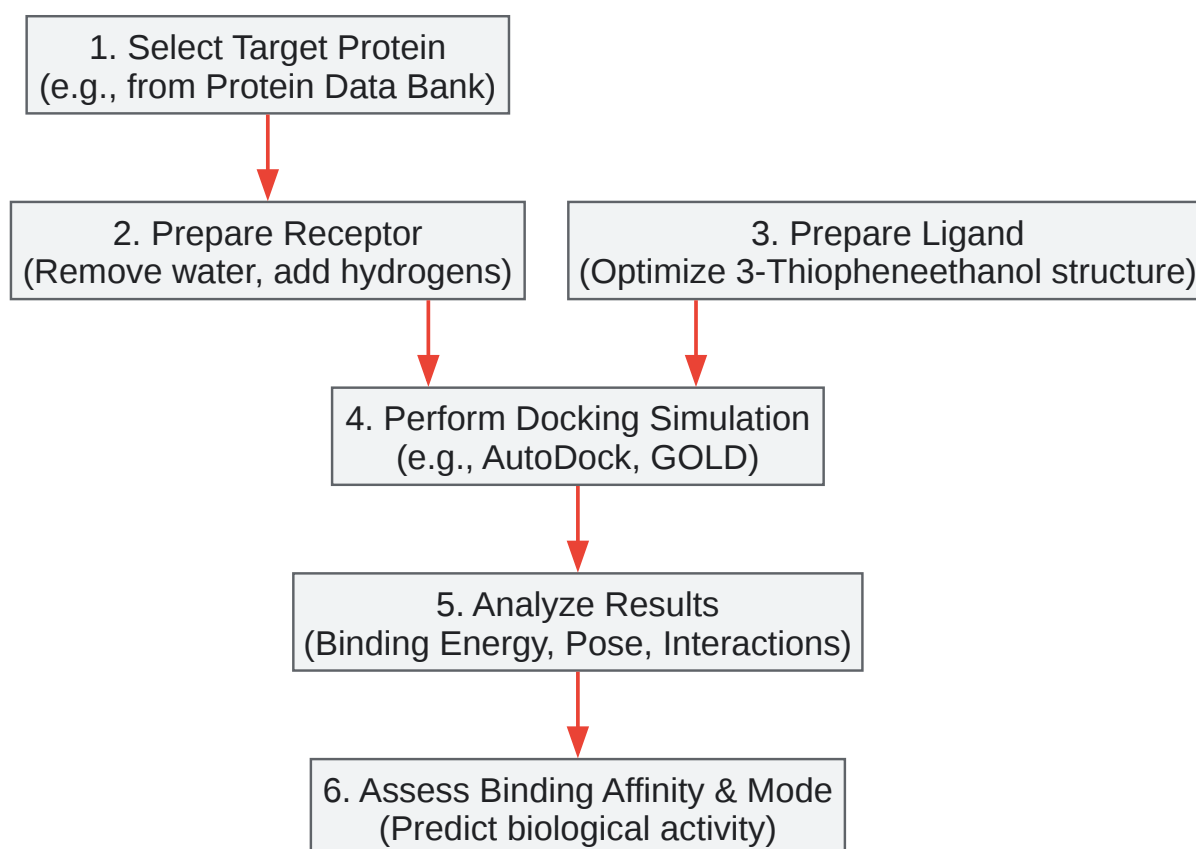 1. Select Target Protein
(e.g., from Protein Data Bank)
2. Prepare Receptor
(Remove water, add hydrogens)
3. Prepare Ligand
(Optimize 3-Thiopheneethanol structure)
4. Perform Docking Simulation
(e.g., AutoDock, GOLD)
5. Analyze Results
(Binding Energy, Pose, Interactions)
6. Assess Binding Affinity & Mode
(Predict biological activity)